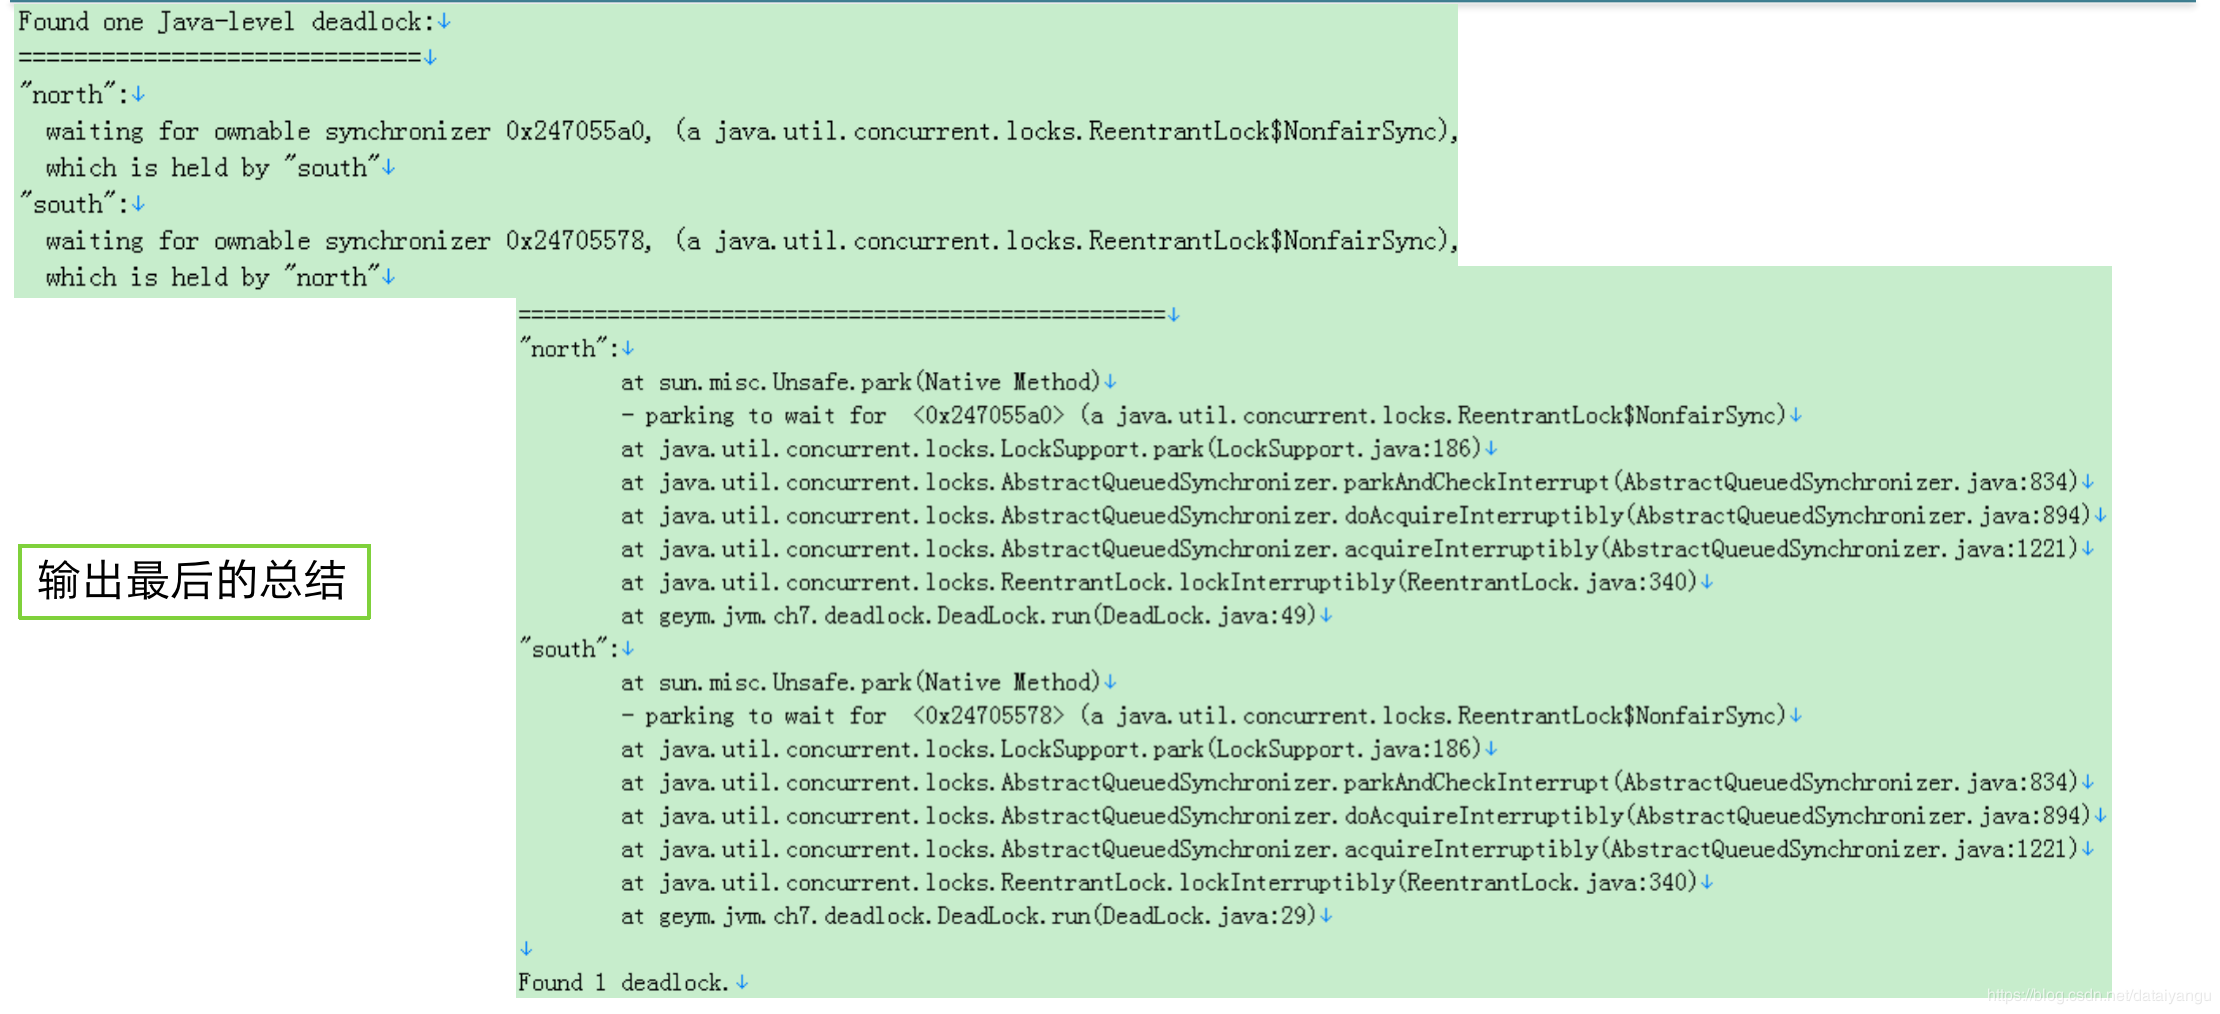 Found one Java-level deadlock:↓
=============================↓
"north":↓
  waiting for ownable synchronizer 0x247055a0, (a java.util.concurrent.locks.ReentrantLock$NonfairSync),
  which is held by "south"↓
"south":↓
  waiting for ownable synchronizer 0x24705578, (a java.util.concurrent.locks.ReentrantLock$NonfairSync),
  which is held by "north"↓
===================================================↓
"north":↓
        at sun.misc.Unsafe.park(Native Method)↓
        - parking to wait for  <0x247055a0> (a java.util.concurrent.locks.ReentrantLock$NonfairSync)↓
        at java.util.concurrent.locks.LockSupport.park(LockSupport.java:186)↓
        at java.util.concurrent.locks.AbstractQueuedSynchronizer.parkAndCheckInterrupt(AbstractQueuedSynchronizer.java:834)↓
        at java.util.concurrent.locks.AbstractQueuedSynchronizer.doAcquireInterruptibly(AbstractQueuedSynchronizer.java:894)↓
        at java.util.concurrent.locks.AbstractQueuedSynchronizer.acquireInterruptibly(AbstractQueuedSynchronizer.java:1221)↓
        at java.util.concurrent.locks.ReentrantLock.lockInterruptibly(ReentrantLock.java:340)↓
        at geym.jvm.ch7.deadlock.DeadLock.run(DeadLock.java:49)↓
"south":↓
        at sun.misc.Unsafe.park(Native Method)↓
        - parking to wait for  <0x24705578> (a java.util.concurrent.locks.ReentrantLock$NonfairSync)↓
        at java.util.concurrent.locks.LockSupport.park(LockSupport.java:186)↓
        at java.util.concurrent.locks.AbstractQueuedSynchronizer.parkAndCheckInterrupt(AbstractQueuedSynchronizer.java:834)↓
        at java.util.concurrent.locks.AbstractQueuedSynchronizer.doAcquireInterruptibly(AbstractQueuedSynchronizer.java:894)↓
        at java.util.concurrent.locks.AbstractQueuedSynchronizer.acquireInterruptibly(AbstractQueuedSynchronizer.java:1221)↓
        at java.util.concurrent.locks.ReentrantLock.lockInterruptibly(ReentrantLock.java:340)↓
        at geym.jvm.ch7.deadlock.DeadLock.run(DeadLock.java:29)↓
↓
Found 1 deadlock.↓
输出最后的总结
https://blog.csdn.net/dataiyangu